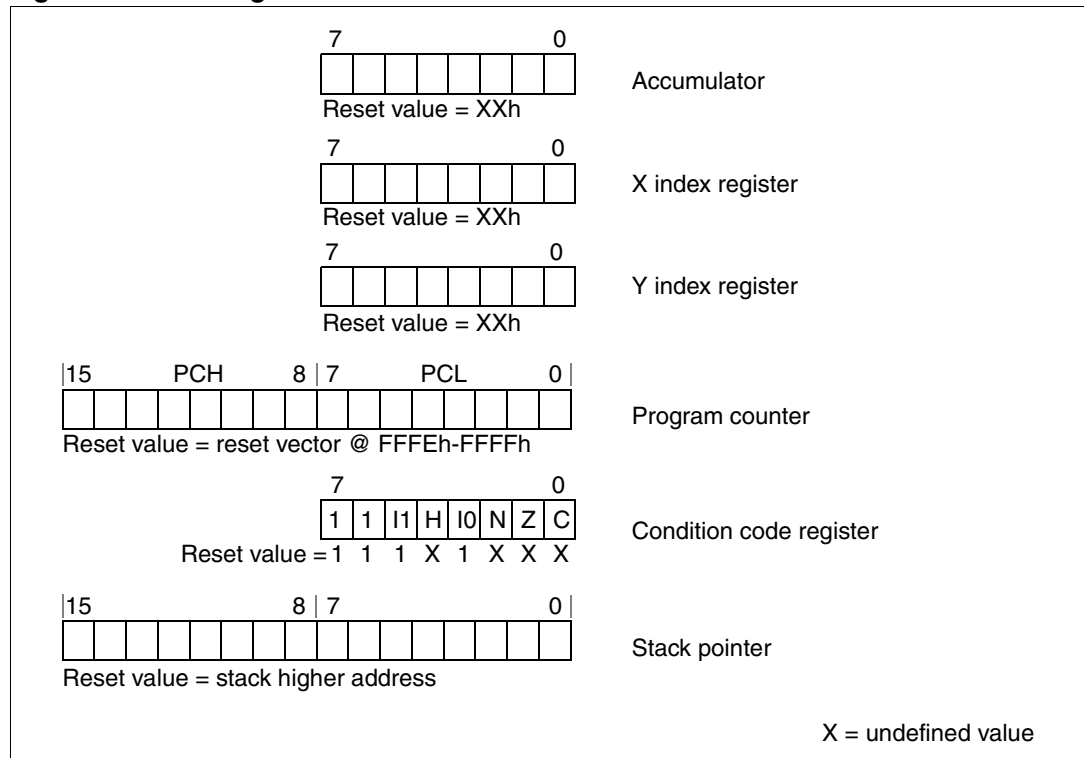 7 0
Accumulator
Reset value = XXh
7 0
X index register
Reset value = XXh
7 0
Y index register
Reset value = XXh
15 PCH 8 7 PCL 0
Program counter
Reset value = reset vector @ FFFEh-FFFFh
7 0
1 1 I1 H I0 N Z C
Condition code register
Reset value = 1 1 1 X 1 X X X
15 8 7 0
Stack pointer
Reset value = stack higher address
X = undefined value